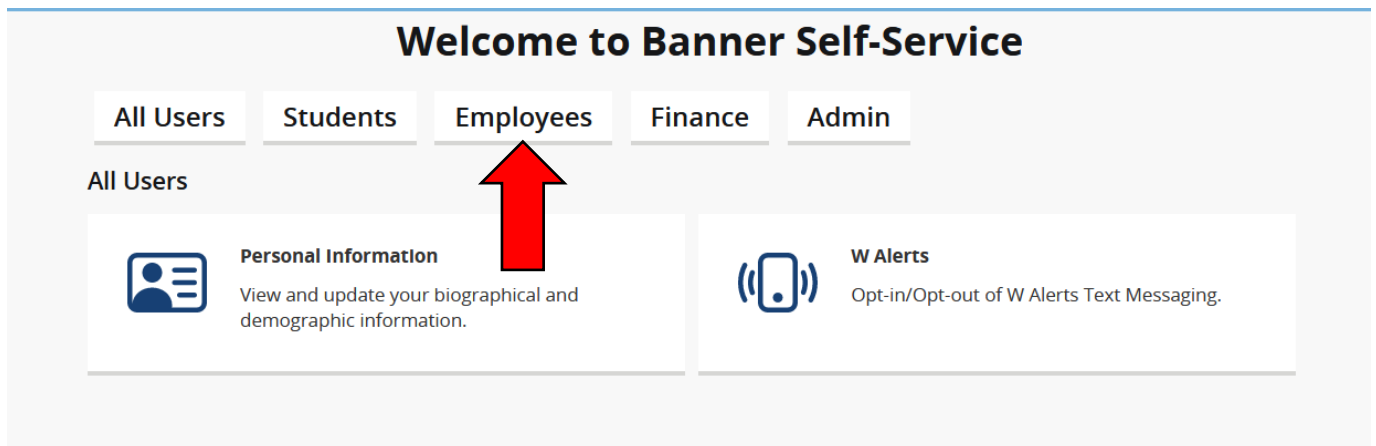 Welcome to Banner Self-Service
All Users
Students
Employees
Finance
Admin
All Users
Personal Information
View and update your biographical and
demographic information.
W Alerts
Opt-in/Opt-out of W Alerts Text Messaging.